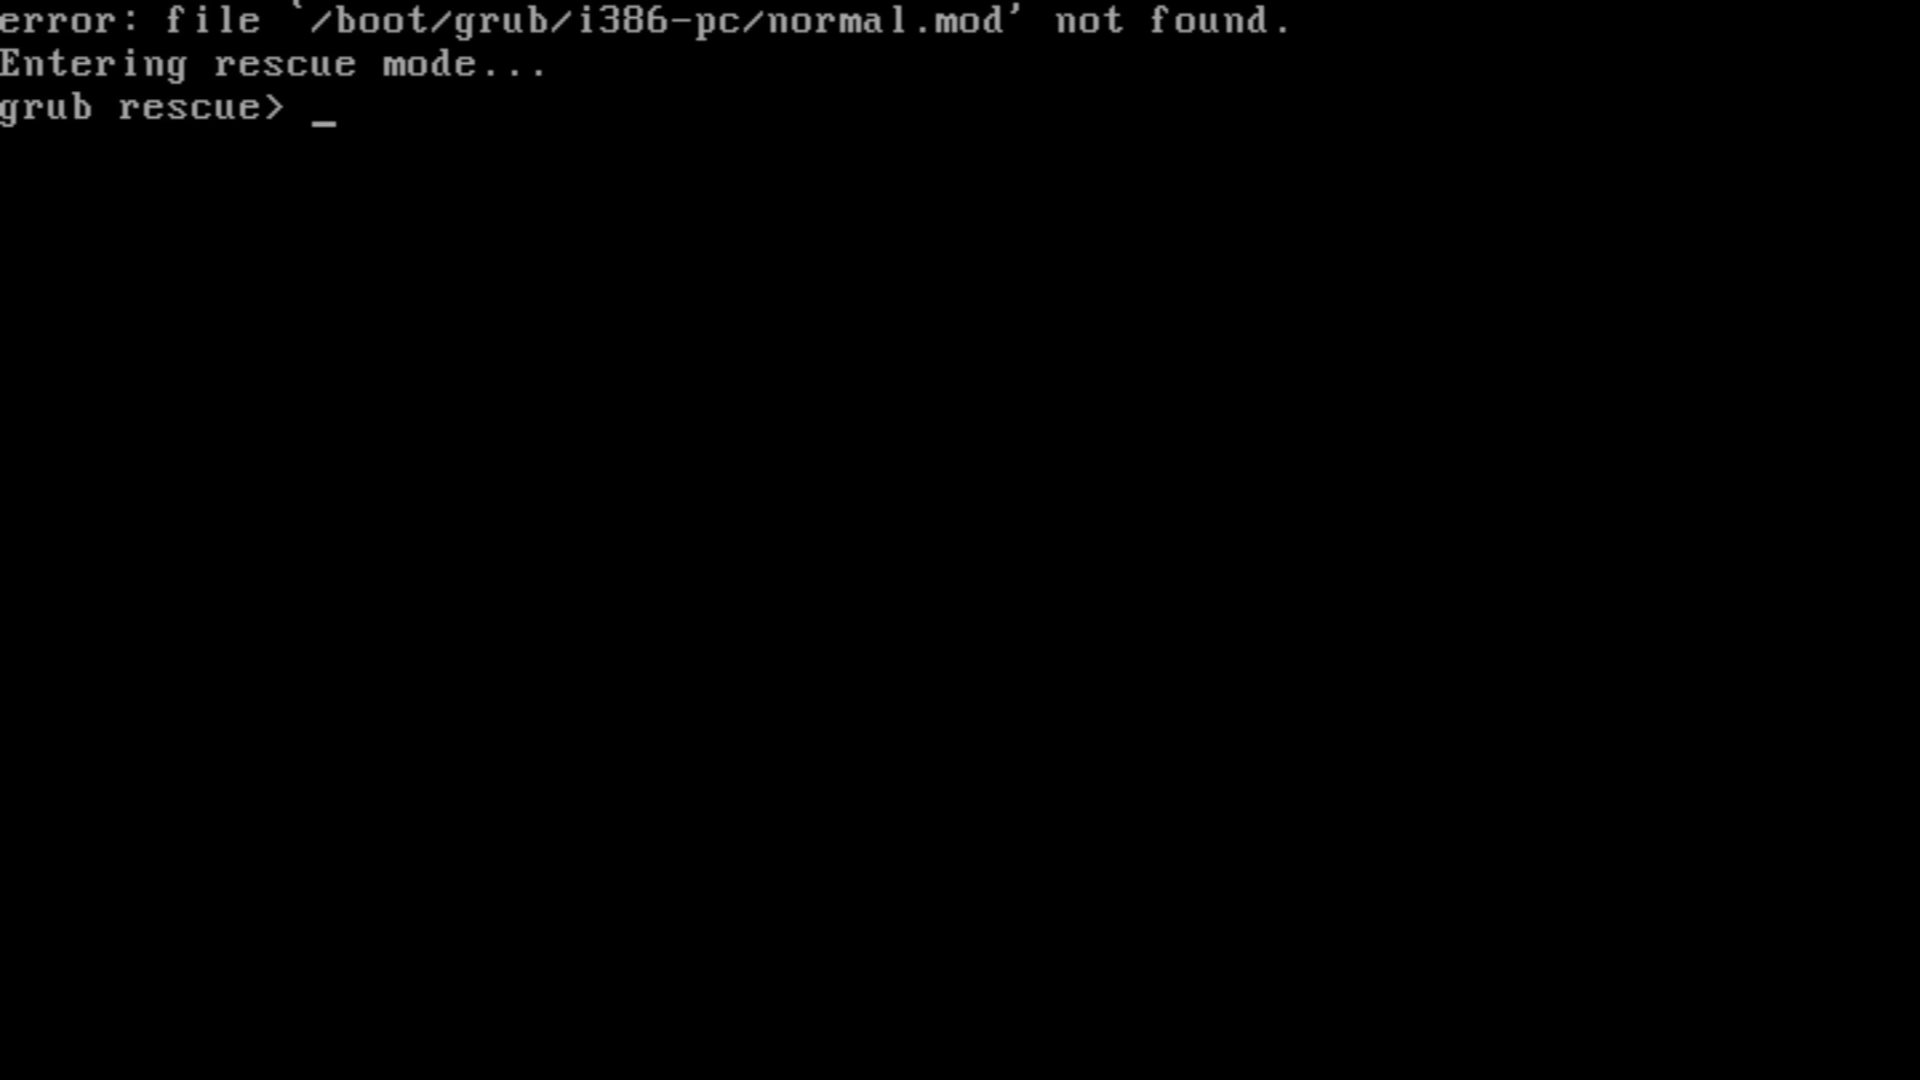 error: file `/boot/grub/i386-pc/normal.mod' not found.
Entering rescue mode...
grub rescue> _